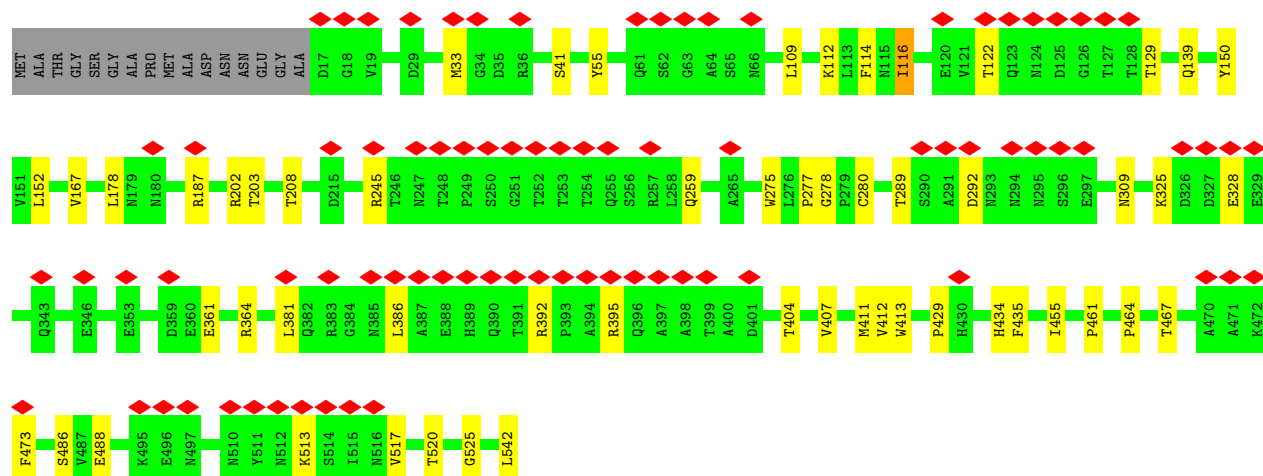 MET ALA THR GLY SER GLY ALA PRO MET ALA ASP ASN ASN GLU GLY ALA D17 G18 V19 D29 M33 G34 D35 R36 S41 Y55 Q61 S62 G63 A64 S65 N66 L109 K112 L113 F114 N115 I116 E120 V121 T122 Q123 N124 D125 G126 T127 T128 T129 Q139 Y150
V151 L152 V167 L178 N179 N180 R187 R202 T203 T208 D215 R245 T246 N247 T248 P249 S250 G251 T252 T253 T254 Q255 S256 R257 L258 Q259 A265 W275 L276 P277 G278 P279 C280 T289 S290 A291 D292 N293 N294 N295 S296 E297 N309 K325 D326 D327 E328 E329
Q343 E346 E353 D359 E360 E361 R364 L381 Q382 R383 G384 N385 L386 A387 E388 H389 Q390 T391 R392 P393 A394 R395 Q396 A397 A398 T399 A400 D401 T404 V407 M411 V412 W413 P429 H430 H434 F435 I455 P461 P464 T467 A470 A471 K472
F473 S486 V487 E488 K495 E496 N497 N510 Y511 N512 K513 S514 I515 N516 V517 T520 G525 L542